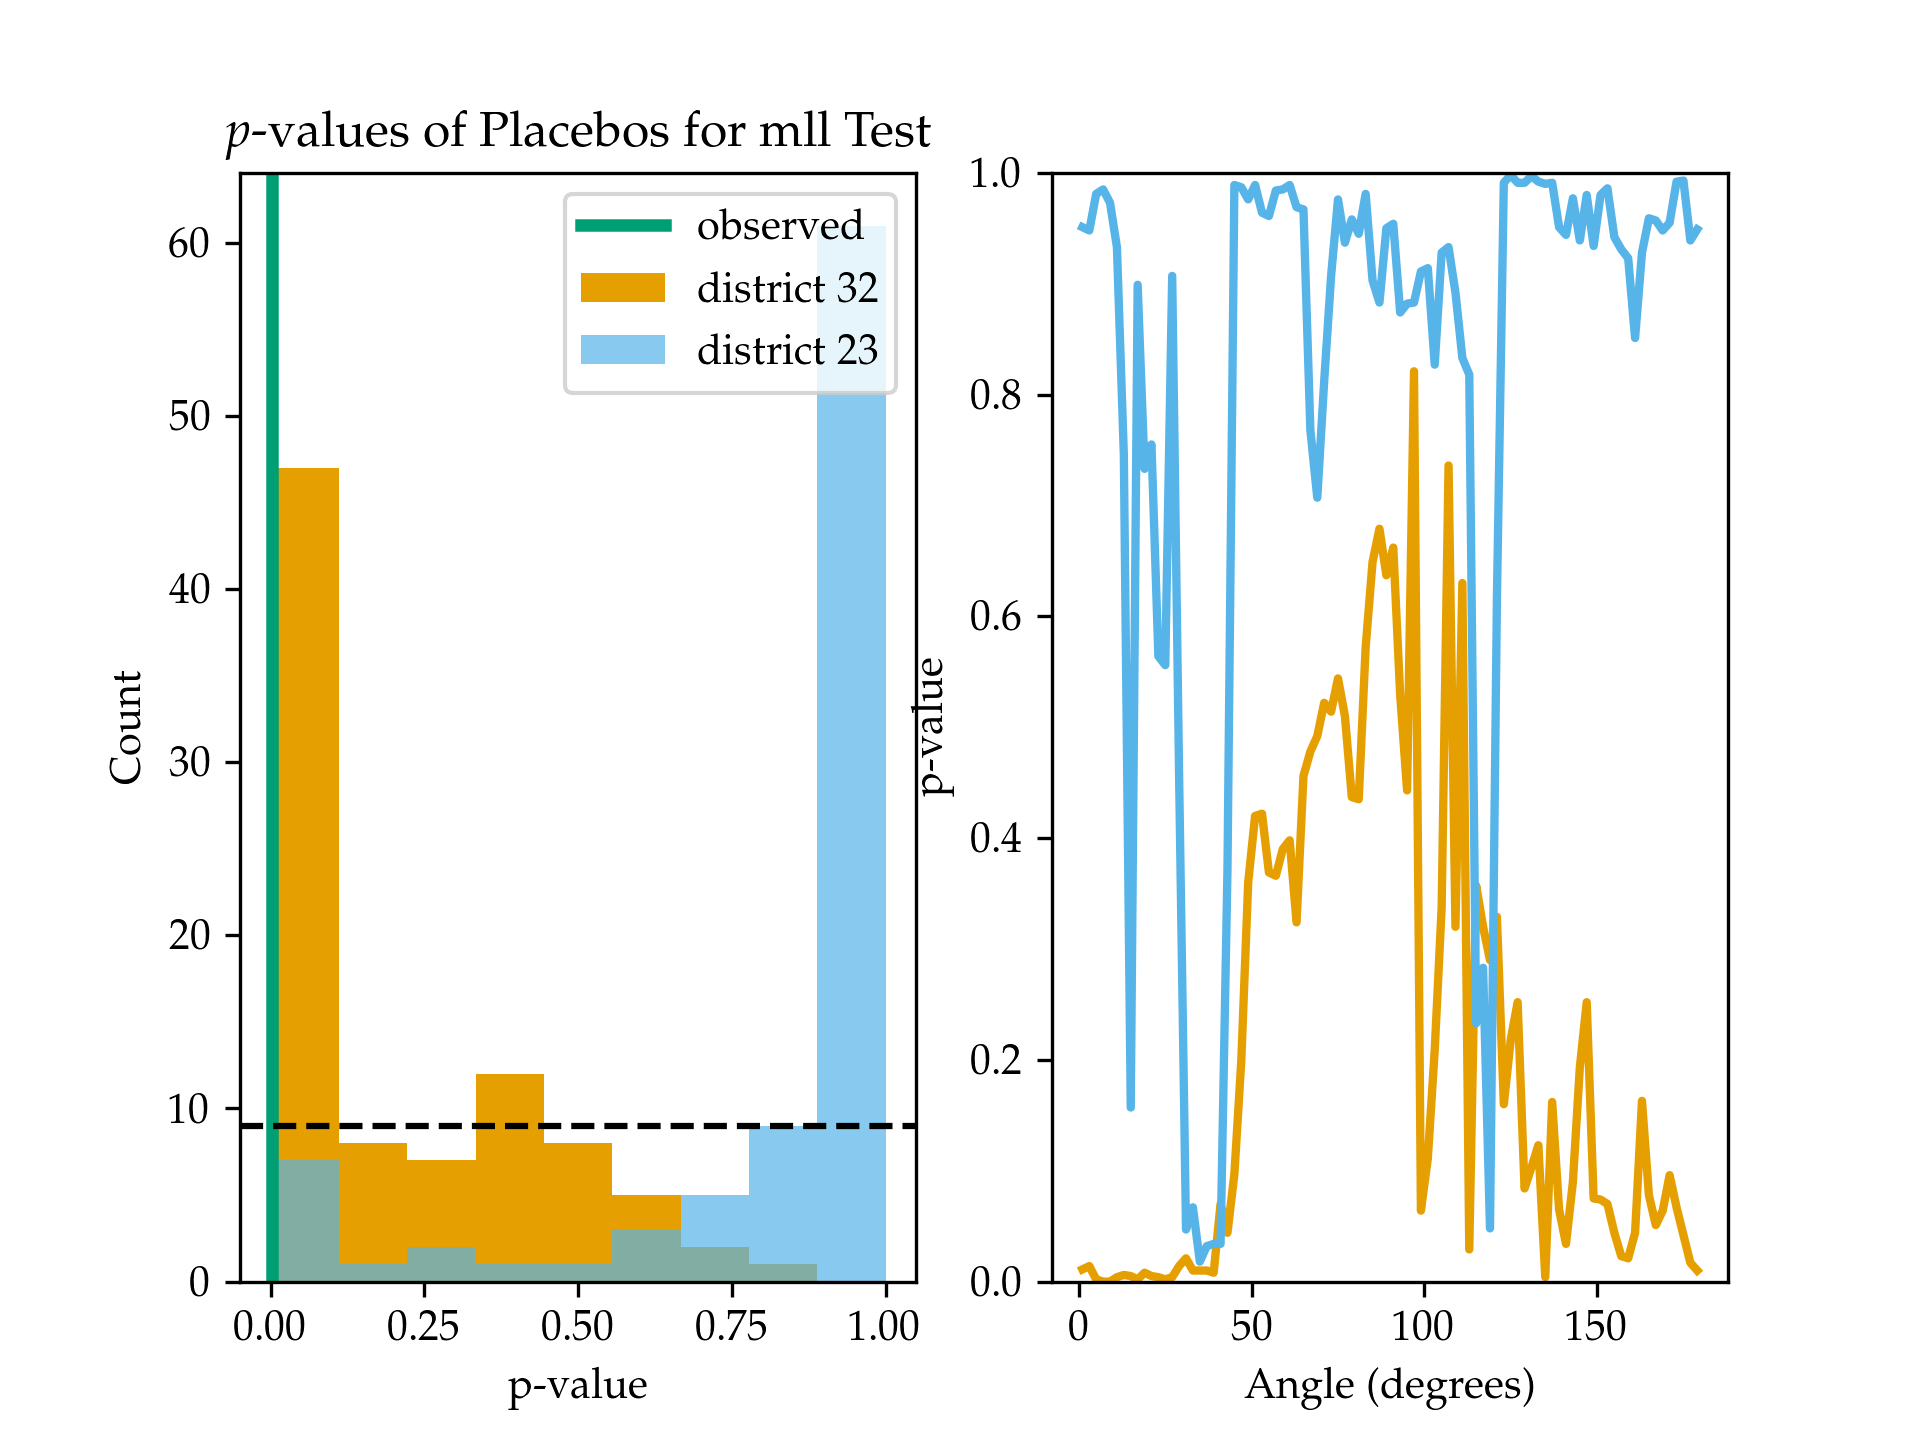 p-values of Placebos for mll Test
observed
district 32
district 23
60
50
40
30
20
10
0
Count
0.00 0.25 0.50 0.75 1.00
p-value
1.0
0.8
0.6
0.4
0.2
0.0
p-value
0 50 100 150
Angle (degrees)